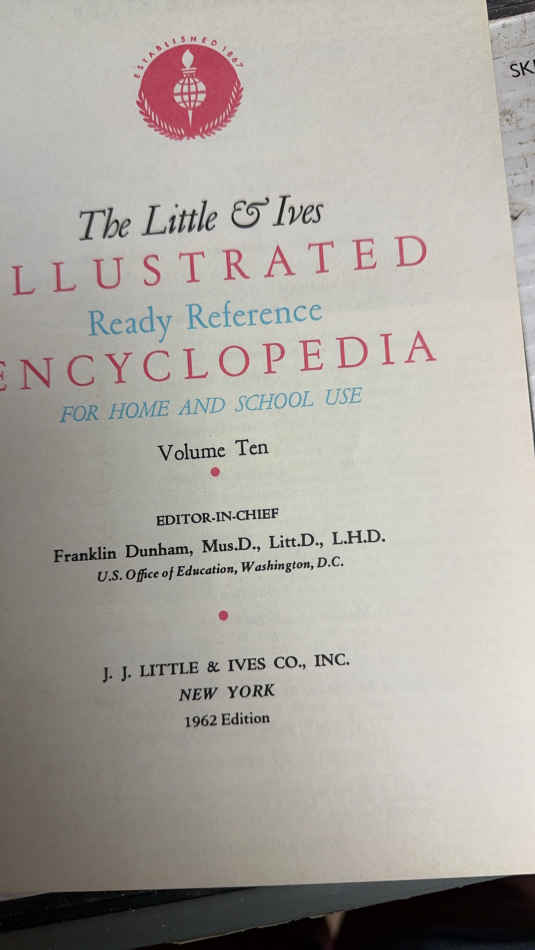 ESTABLISHED 1867
SK
The Little & Ives
LLUSTRATED
Ready Reference
ENCYCLOPEDIA
FOR HOME AND SCHOOL USE
Volume Ten
EDITOR-IN-CHIEF
Franklin Dunham, Mus.D., Litt.D., L.H.D.
U.S. Office of Education, Washington, D.C.
J. J. LITTLE & IVES CO., INC.
NEW YORK
1962 Edition